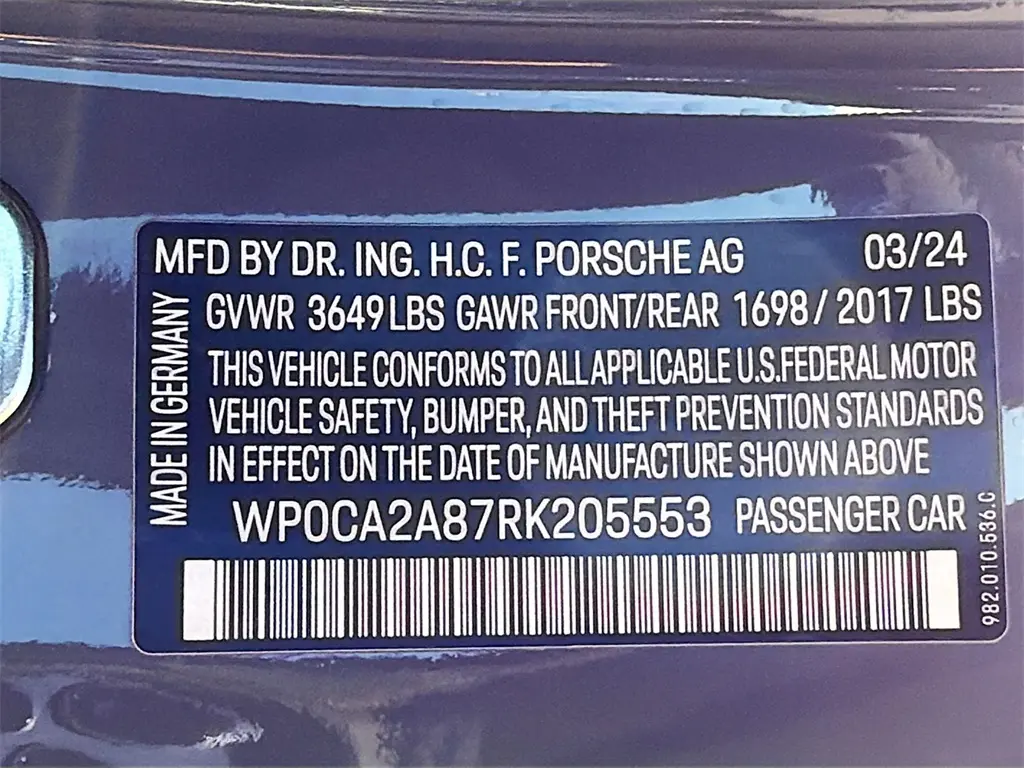 MFD BY DR. ING. H.C. F. PORSCHE AG 03/24
GVWR 3649 LBS GAWR FRONT/REAR 1698 / 2017 LBS
THIS VEHICLE CONFORMS TO ALL APPLICABLE U.S.FEDERAL MOTOR
VEHICLE SAFETY, BUMPER, AND THEFT PREVENTION STANDARDS
IN EFFECT ON THE DATE OF MANUFACTURE SHOWN ABOVE
WP0CA2A87RK205553 PASSENGER CAR
MADE IN GERMANY
982.010.536.C